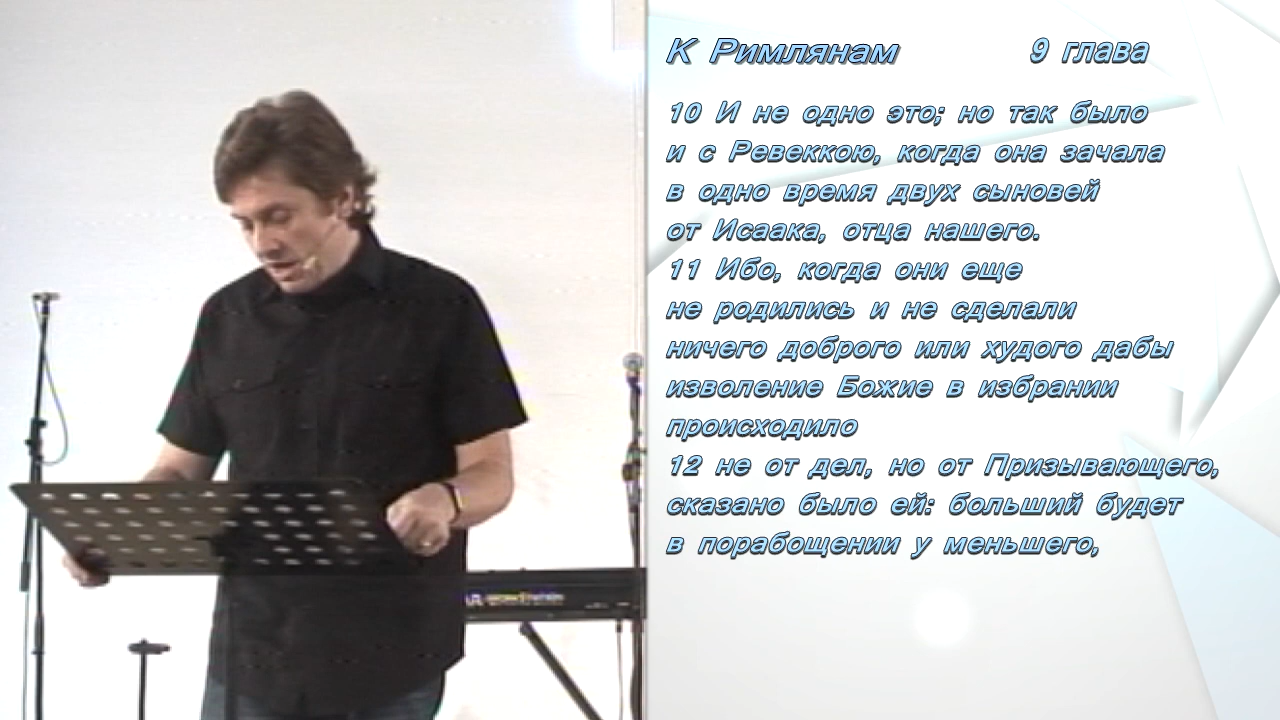 К Римлянам 9 глава
10 И не одно это; но так было
и с Ревеккою, когда она зачала
в одно время двух сыновей
от Исаака, отца нашего.
11 Ибо, когда они еще
не родились и не сделали
ничего доброго или худого дабы
изволение Божие в избрании
происходило
12 не от дел, но от Призывающего,
сказано было ей: больший будет
в порабощении у меньшего,